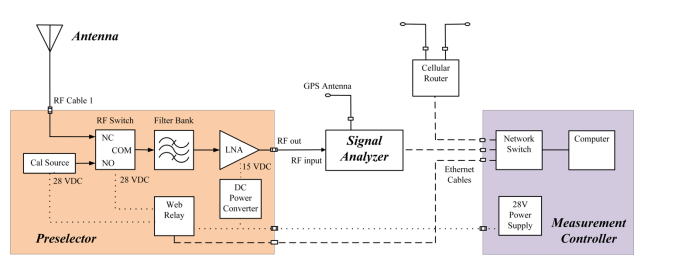 Antenna
RF Cable 1
GPS Antenna
Cellular
Router
RF Switch
Filter Bank
NC
COM
NO
Cal Source
28 VDC
28 VDC
LNA
15 VDC
RF out
RF input
Signal
Analyzer
Ethernet
Cables
Network
Switch
Computer
Web
Relay
DC
Power
Converter
28V
Power
Supply
Preselector
Measurement
Controller